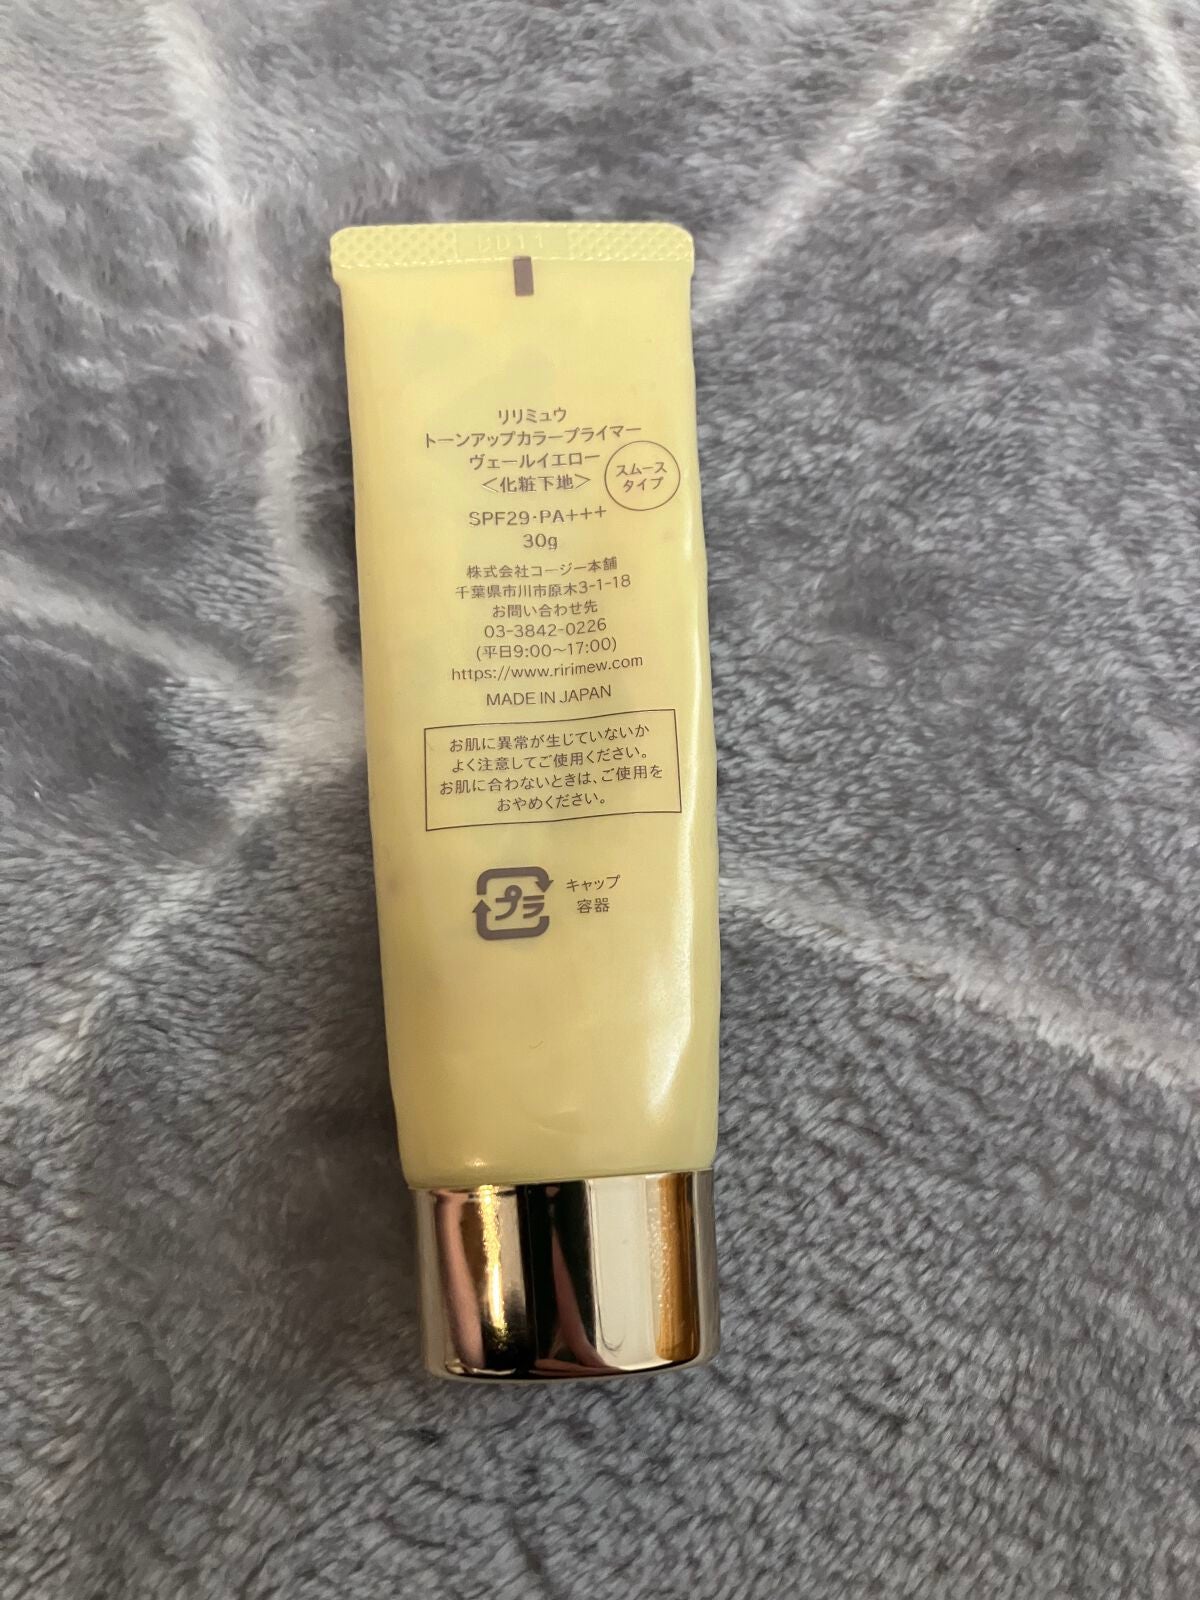 リリミュウ
トーンアップカラープライマー
ヴェールイエロー
<化粧下地>
スムース
タイプ
SPF29・PA+++
30g
株式会社コージー本舗
千葉県市川市原木3-1-18
お問い合わせ先
03-3842-0226
(平日9:00〜17:00)
https://www.ririmew.com
MADE IN JAPAN
お肌に異常が生じていないか
よく注意してご使用ください。
お肌に合わないときは、ご使用を
おやめください。
プラ
キャップ
容器